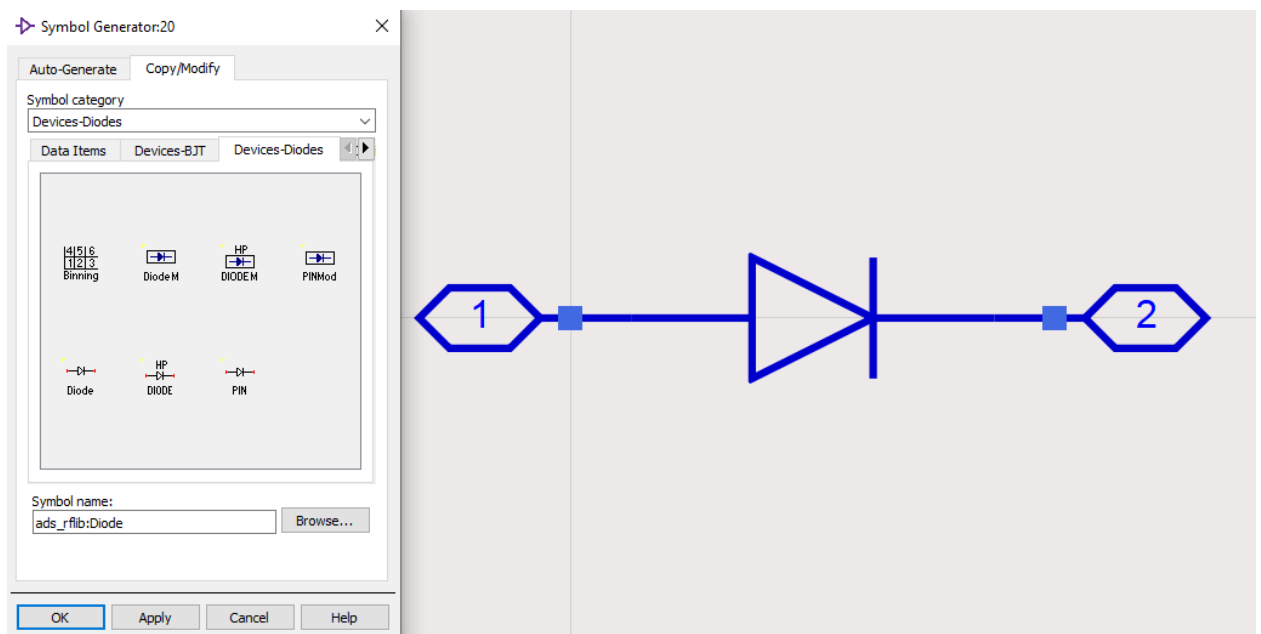 Symbol Generator:20
Auto-Generate Copy/Modify
Symbol category
Devices-Diodes
Data Items Devices-BJT Devices-Diodes
4 5 6
1 2 3
Binning
DiodeM
HP
DIODEM
PINMod
Diode
HP
DIODE
PIN
Symbol name:
ads_rflib:Diode Browse...
OK Apply Cancel Help
1 2